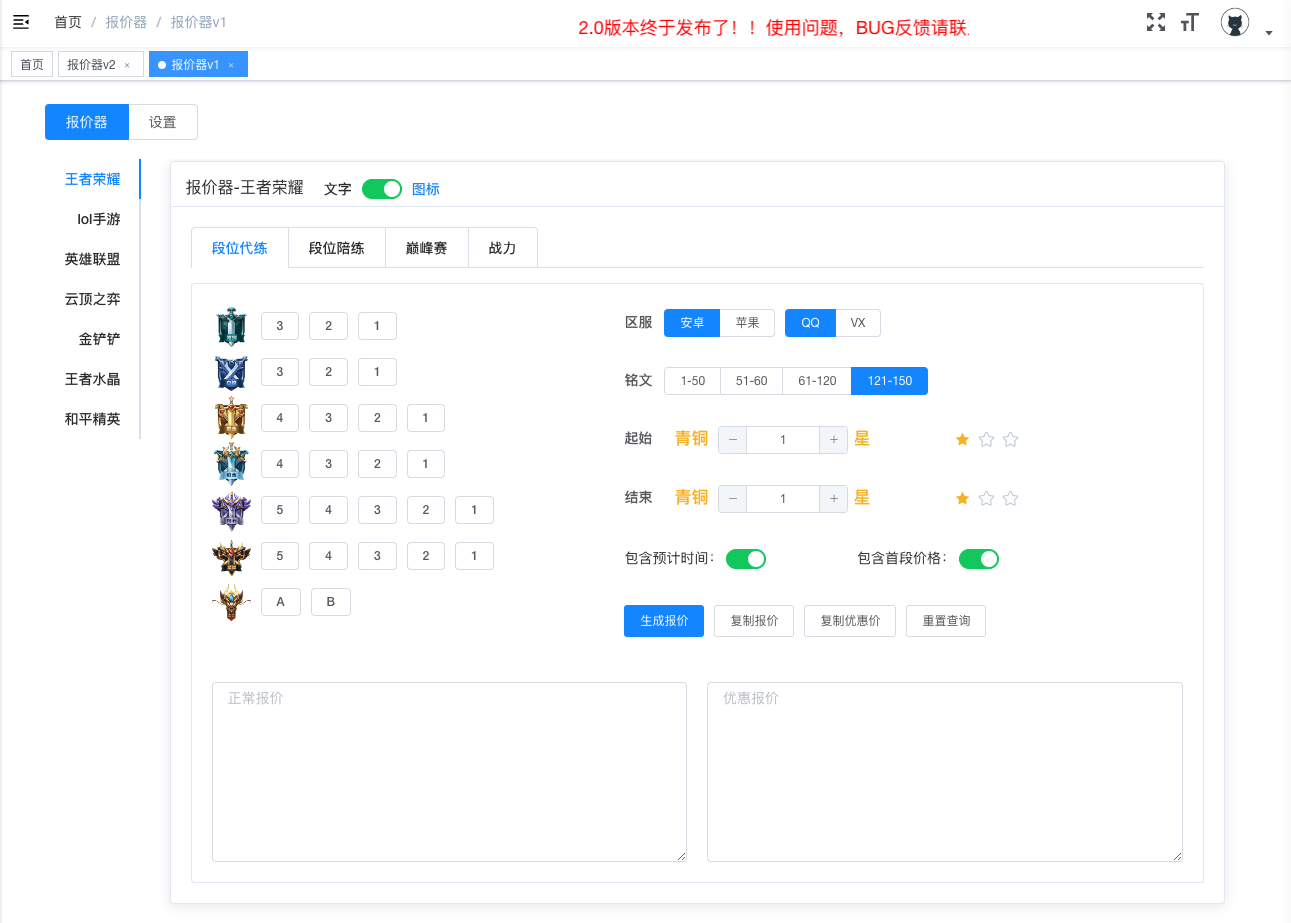 首页 / 报价器 / 报价器v1
2.0版本终于发布了！！使用问题，BUG反馈请联
首页 报价器v2 × 报价器v1 ×
报价器 设置
王者荣耀
lol手游
英雄联盟
云顶之弈
金铲铲
王者水晶
和平精英
报价器-王者荣耀 文字 图标
段位代练 段位陪练 巅峰赛 战力
3 2 1
3 2 1
4 3 2 1
4 3 2 1
5 4 3 2 1
5 4 3 2 1
A B
区服 安卓 苹果 QQ VX
铭文 1-50 51-60 61-120 121-150
起始 青铜 − 1 + 星
结束 青铜 − 1 + 星
包含预计时间： 包含首段价格：
生成报价 复制报价 复制优惠价 重置查询
正常报价
优惠报价